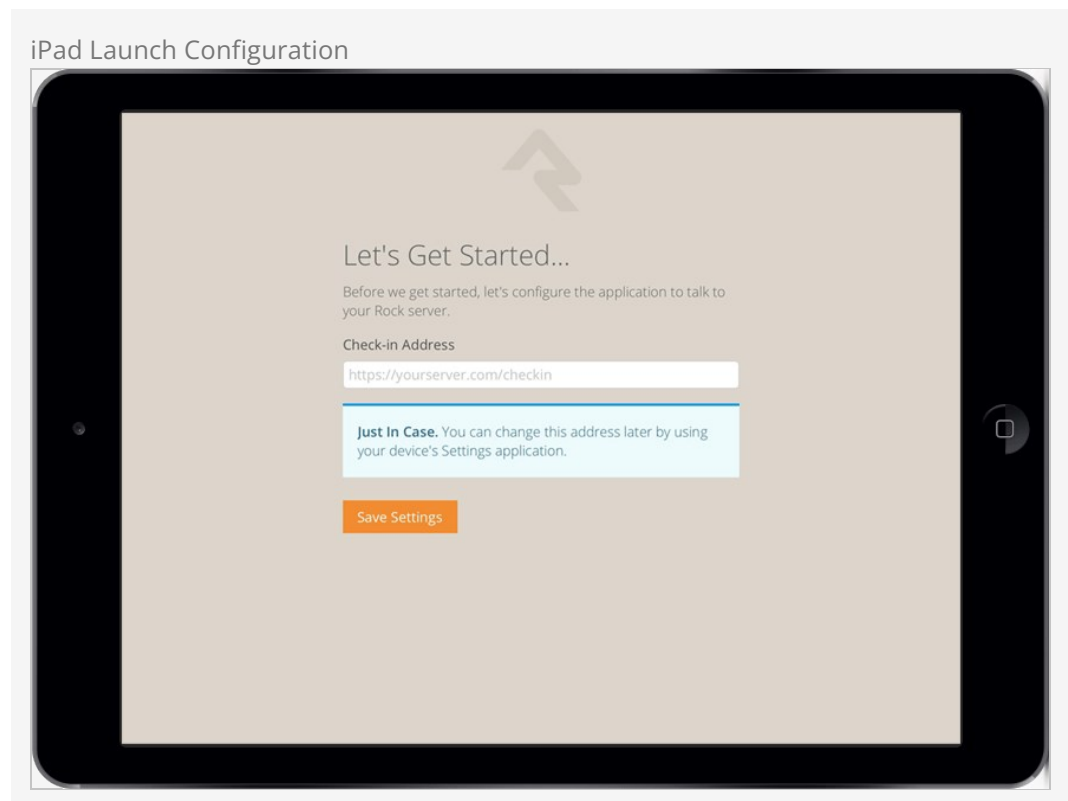 iPad Launch Configuration
Let's Get Started...
Before we get started, let's configure the application to talk to
your Rock server.
Check-in Address
https://yourserver.com/checkin
Just In Case. You can change this address later by using
your device's Settings application.
Save Settings